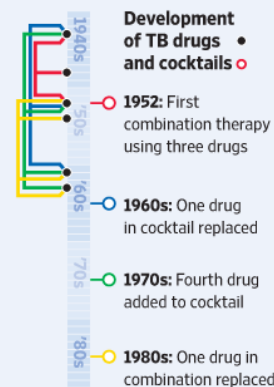 Development
of TB drugs
and cocktails
1940s
1952: First
combination therapy
using three drugs
'50s
1960s: One drug
in cocktail replaced
'60s
1970s: Fourth drug
added to cocktail
'70s
1980s: One drug in
combination replaced
'80s